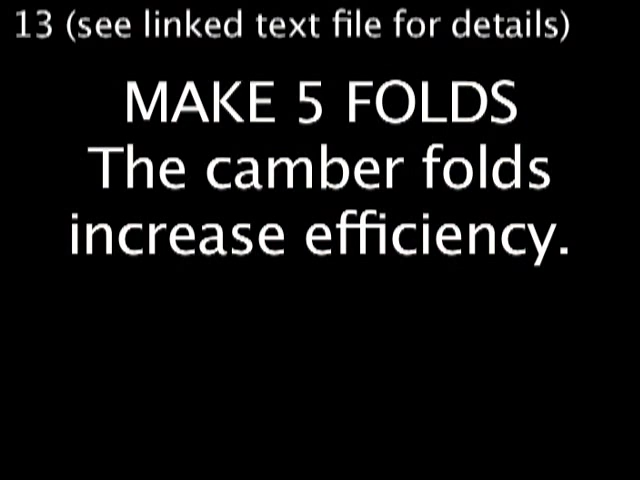 13 (see linked text file for details)
MAKE 5 FOLDS
The camber folds
increase efficiency.